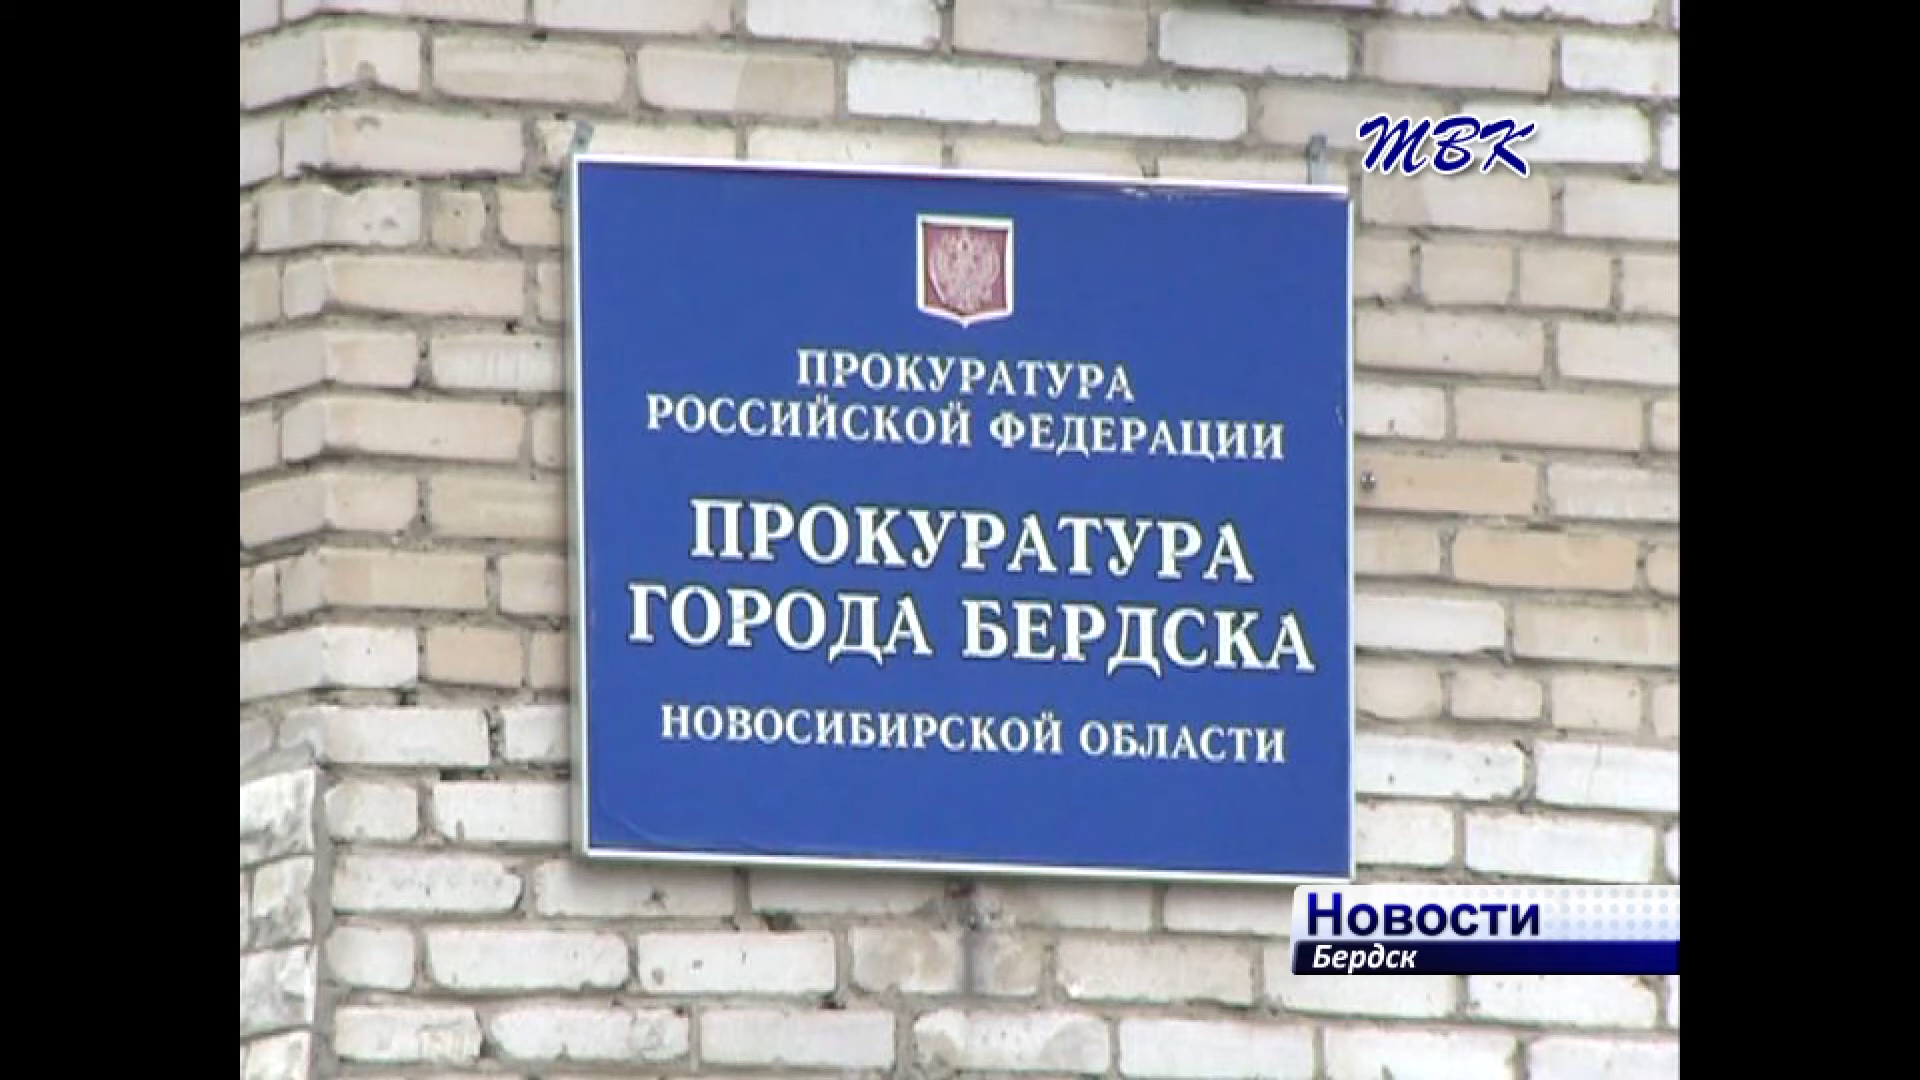 ТВК
ПРОКУРАТУРА
РОССИЙСКОЙ ФЕДЕРАЦИИ
ПРОКУРАТУРА
ГОРОДА БЕРДСКА
НОВОСИБИРСКОЙ ОБЛАСТИ
Новости
Бердск